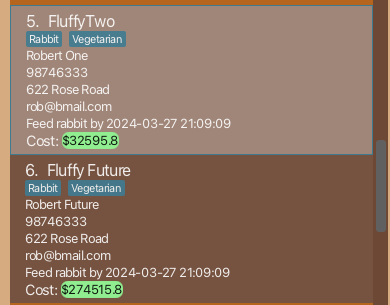 5. FluffyTwo
Rabbit Vegetarian
Robert One
98746333
622 Rose Road
rob@bmail.com
Feed rabbit by 2024-03-27 21:09:09
Cost: $32595.8
6. Fluffy Future
Rabbit Vegetarian
Robert Future
98746333
622 Rose Road
rob@bmail.com
Feed rabbit by 2024-03-27 21:09:09
Cost: $274515.8